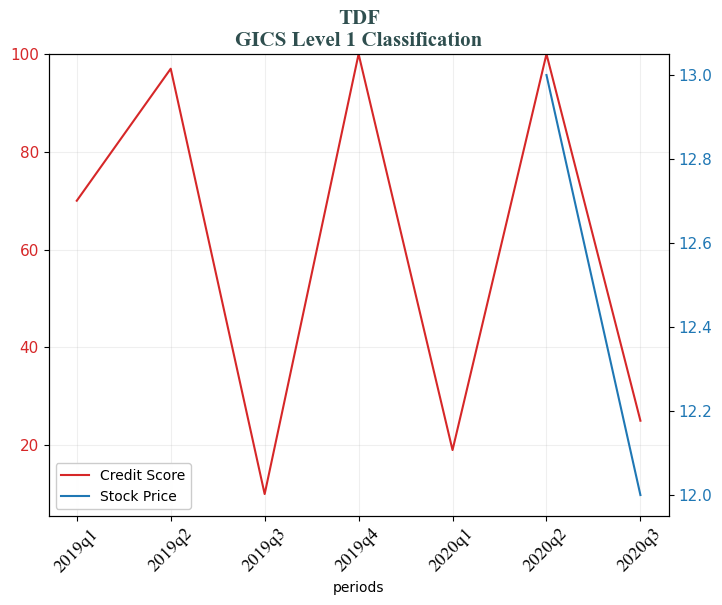 TDF
GICS Level 1 Classification
100
80
60
40
20
13.0
12.8
12.6
12.4
12.2
12.0
Credit Score
Stock Price
2019q1
2019q2
2019q3
2019q4
2020q1
2020q2
2020q3
periods